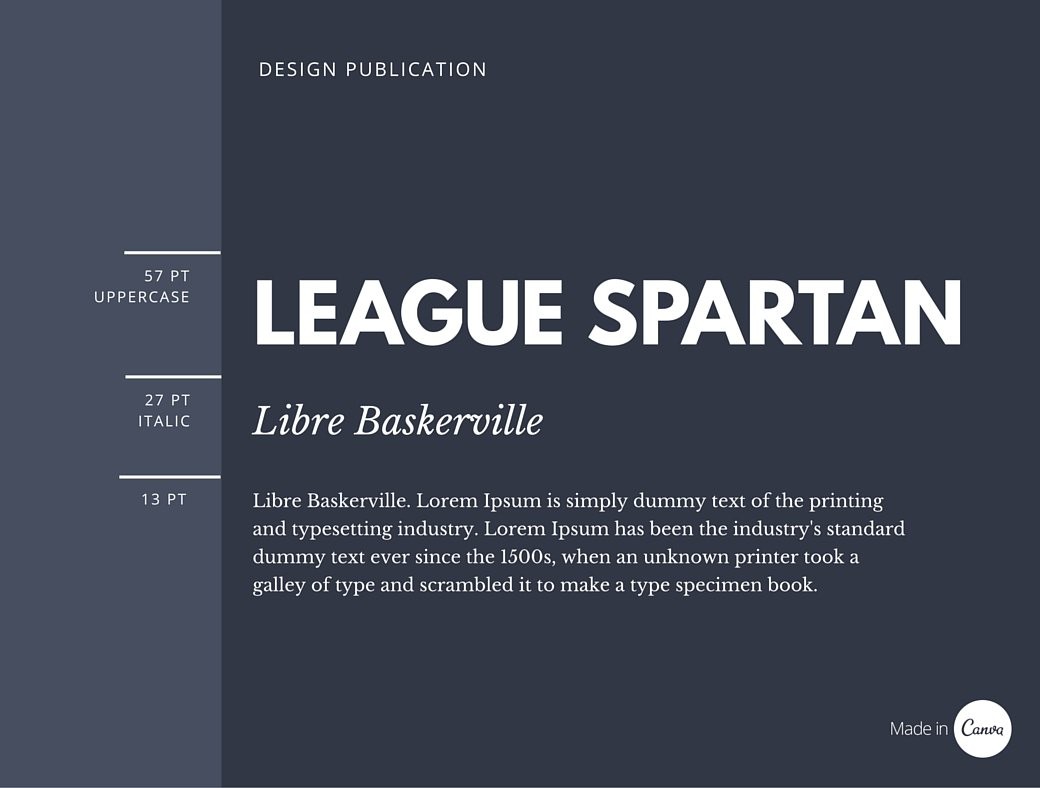 DESIGN PUBLICATION
57 PT
UPPERCASE
LEAGUE SPARTAN
27 PT
ITALIC
Libre Baskerville
13 PT
Libre Baskerville. Lorem Ipsum is simply dummy text of the printing
and typesetting industry. Lorem Ipsum has been the industry's standard
dummy text ever since the 1500s, when an unknown printer took a
galley of type and scrambled it to make a type specimen book.
Made in Canva